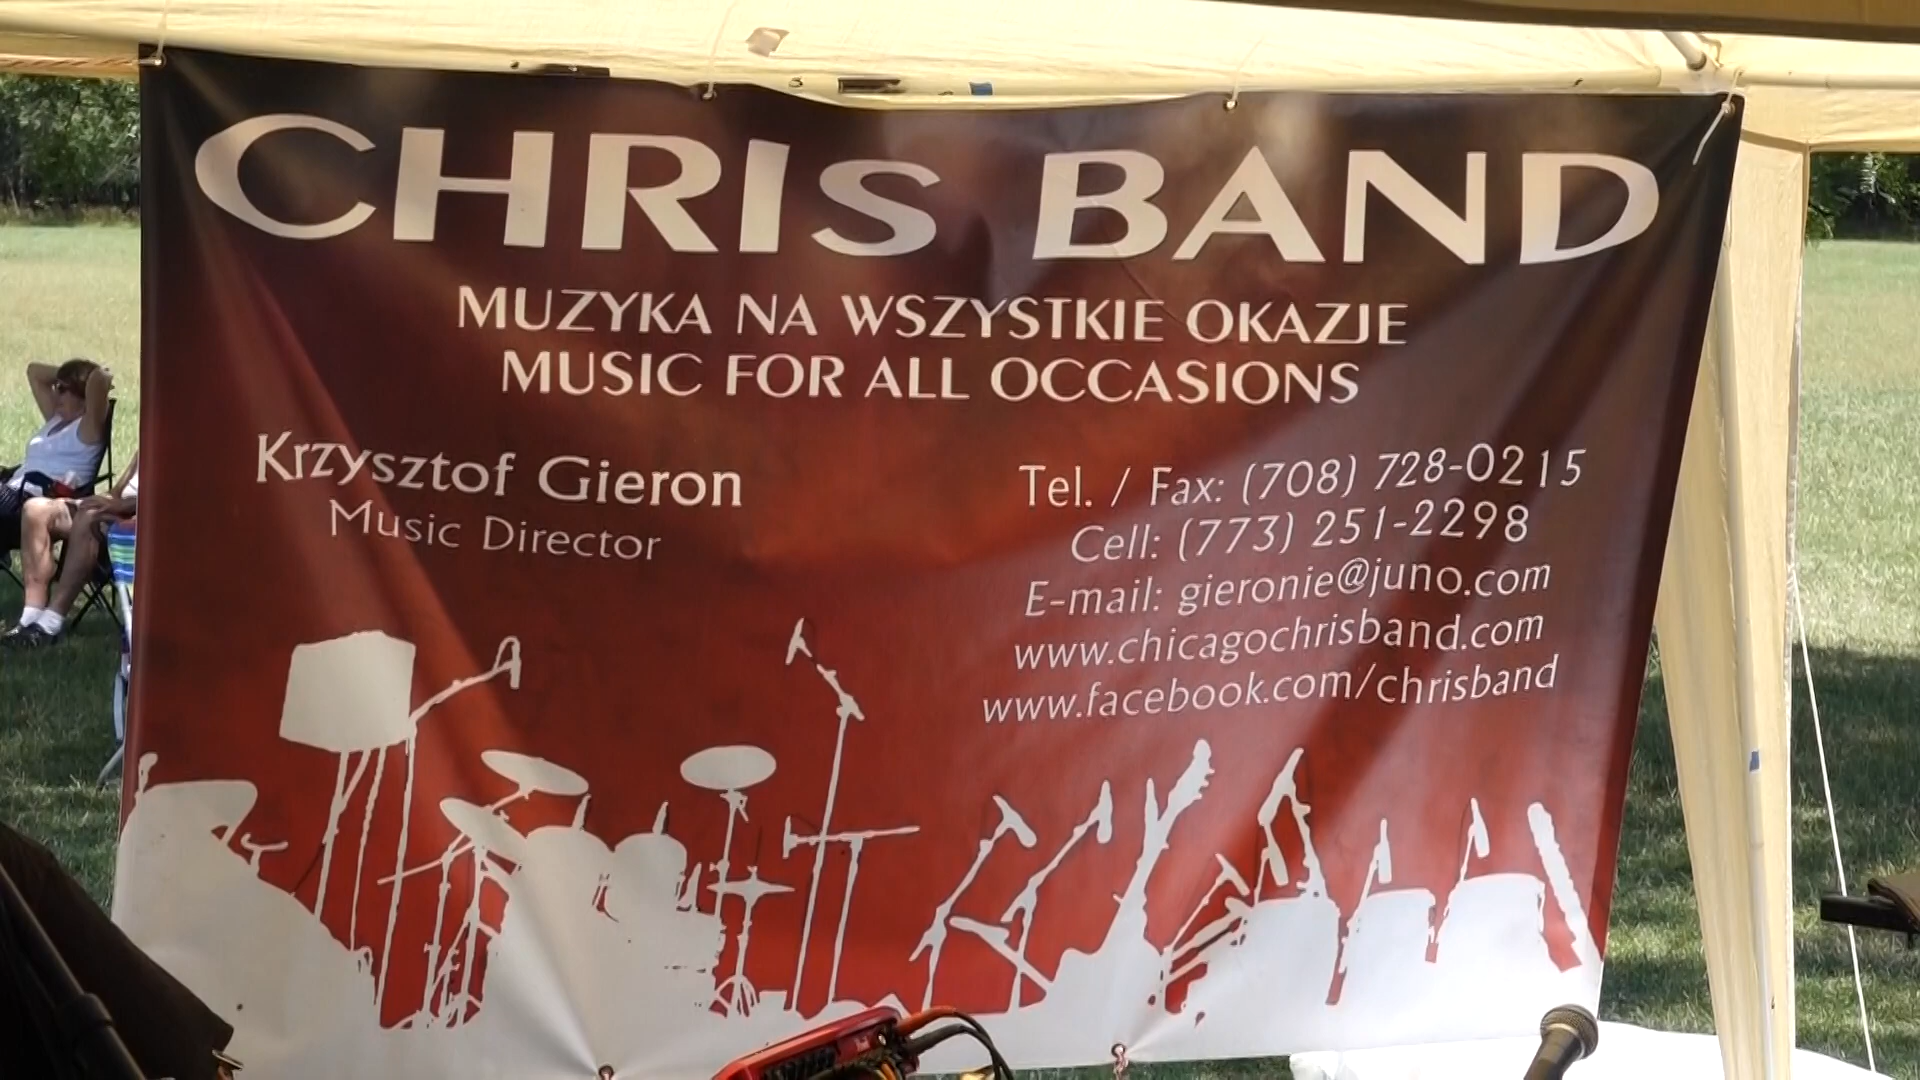 CHRIS BAND
MUZYKA NA WSZYSTKIE OKAZJE
MUSIC FOR ALL OCCASIONS
Krzysztof Gieron
Music Director
Tel. / Fax: (708) 728-0215
Cell: (773) 251-2298
E-mail: gieronie@juno.com
www.chicagochrisband.com
www.facebook.com/chrisband